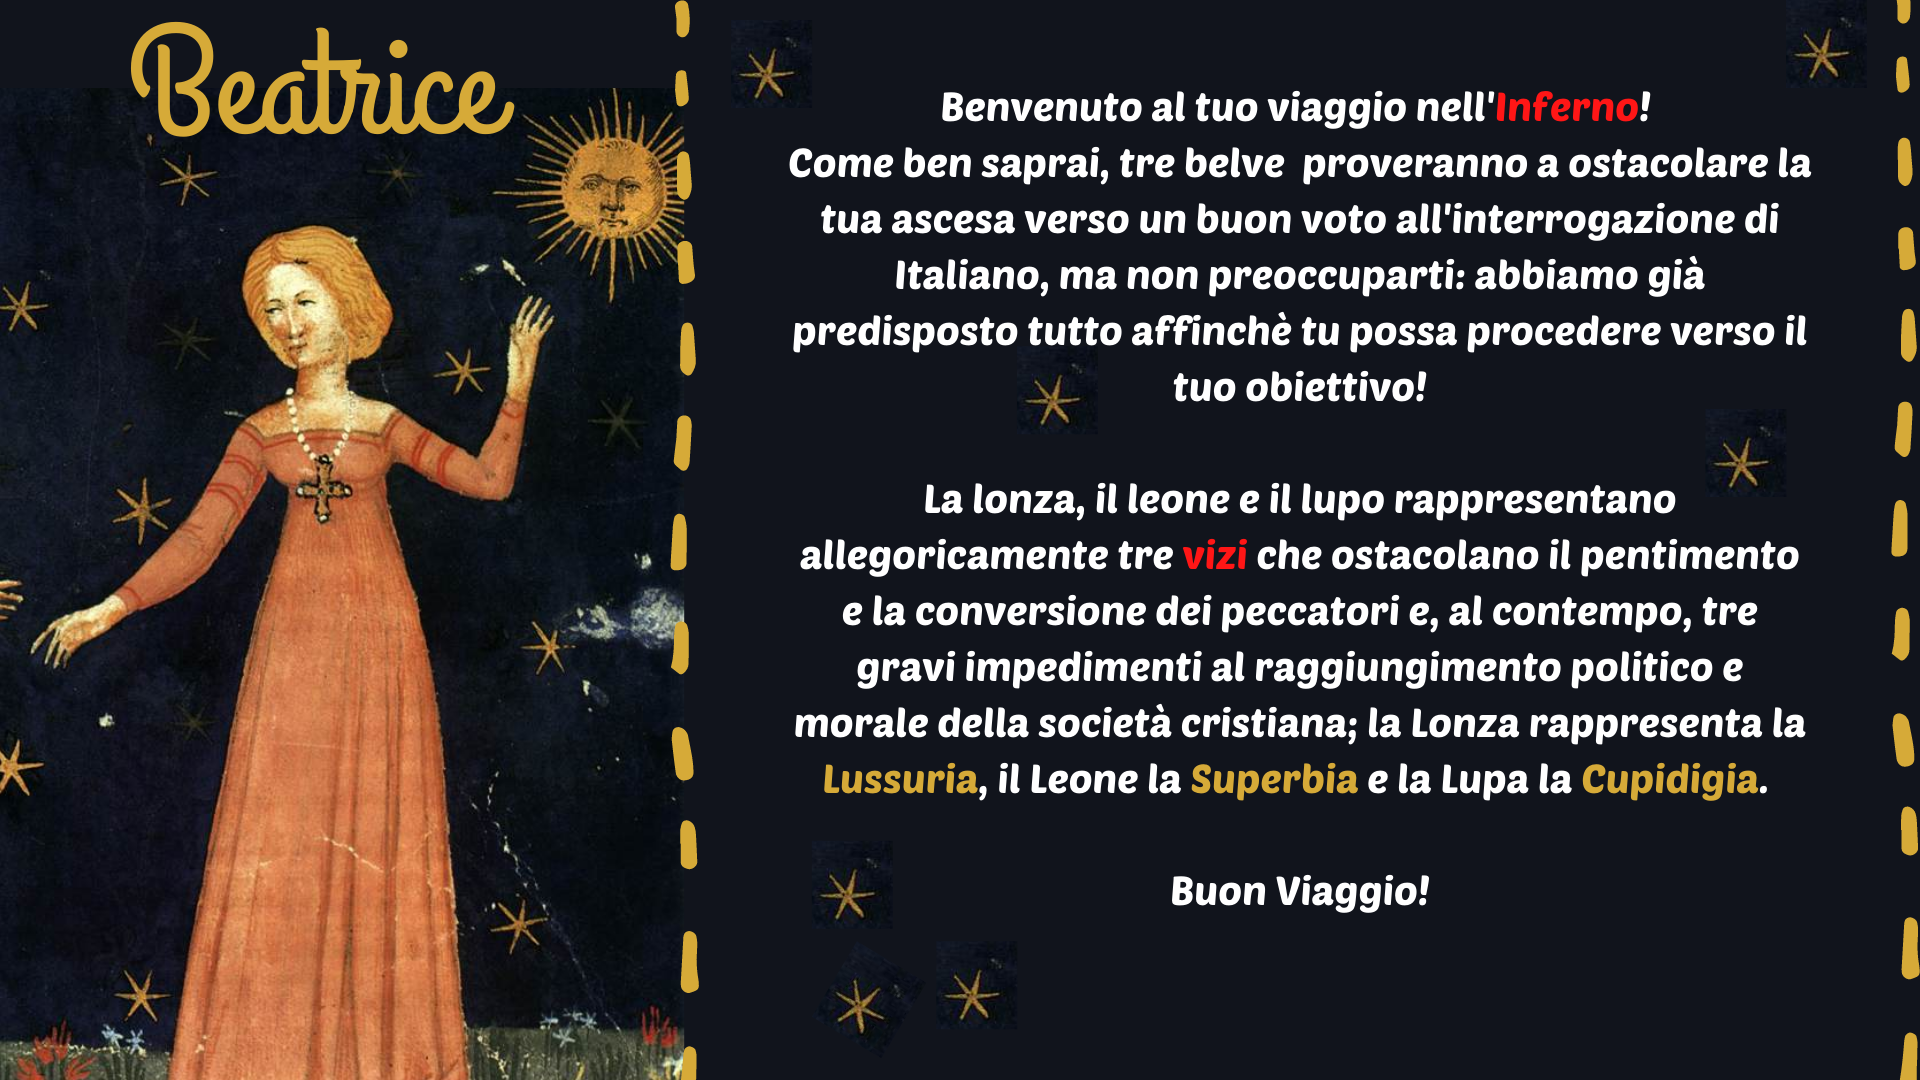 Beatrice
Benvenuto al tuo viaggio nell'Inferno!
Come ben saprai, tre belve proveranno a ostacolare la
tua ascesa verso un buon voto all'interrogazione di
Italiano, ma non preoccuparti: abbiamo già
predisposto tutto affinchè tu possa procedere verso il
tuo obiettivo!
La lonza, il leone e il lupo rappresentano
allegoricamente tre vizi che ostacolano il pentimento
e la conversione dei peccatori e, al contempo, tre
gravi impedimenti al raggiungimento politico e
morale della società cristiana; la Lonza rappresenta la
Lussuria, il Leone la Superbia e la Lupa la Cupidigia.
Buon Viaggio!